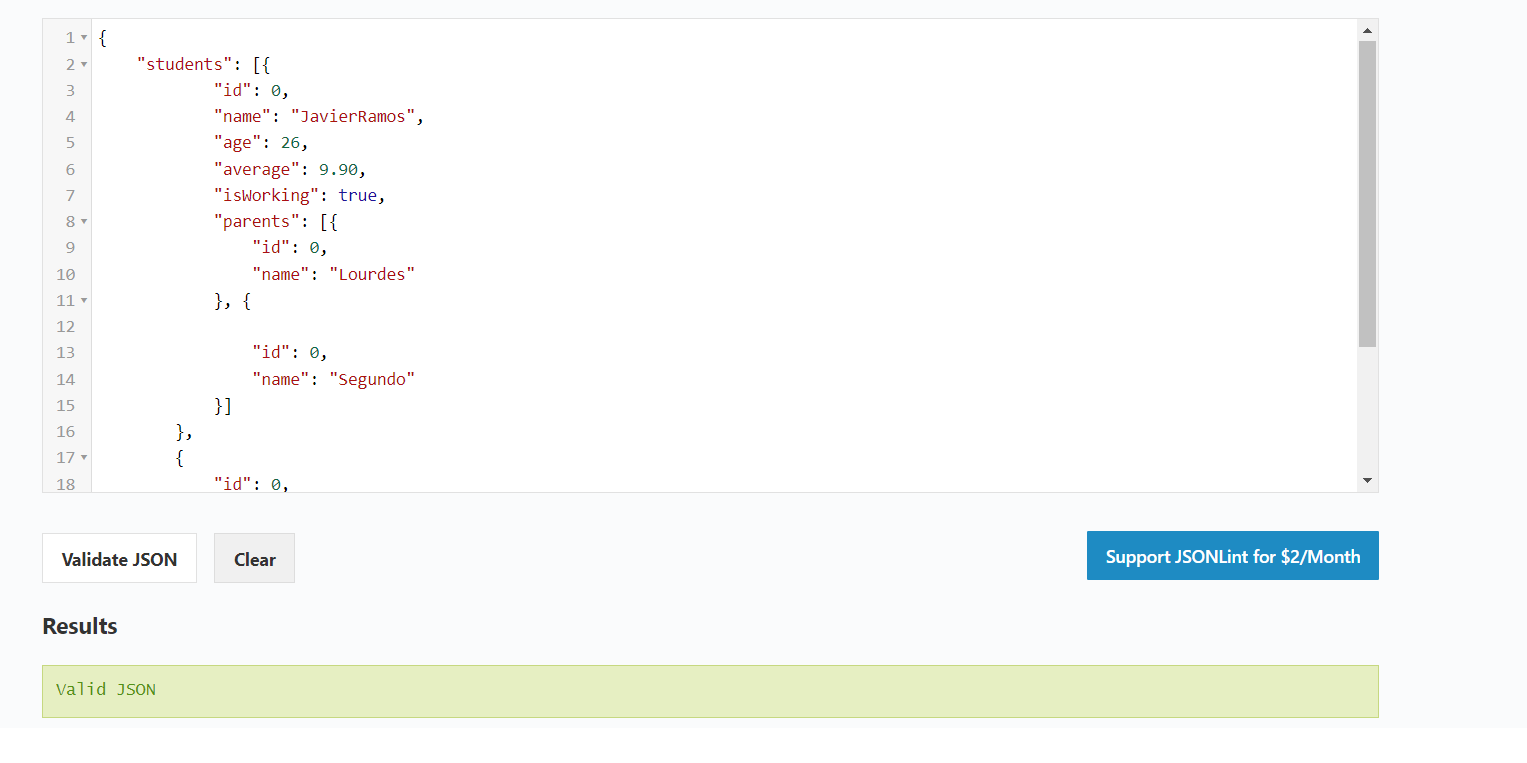 1 {
2 "students": [{
3 "id": 0,
4 "name": "JavierRamos",
5 "age": 26,
6 "average": 9.90,
7 "isWorking": true,
8 "parents": [{
9 "id": 0,
10 "name": "Lourdes"
11 }, {
12
13 "id": 0,
14 "name": "Segundo"
15 }]
16 },
17 {
18 "id": 0,
Validate JSON Clear Support JSONLint for $2/Month
Results
Valid JSON